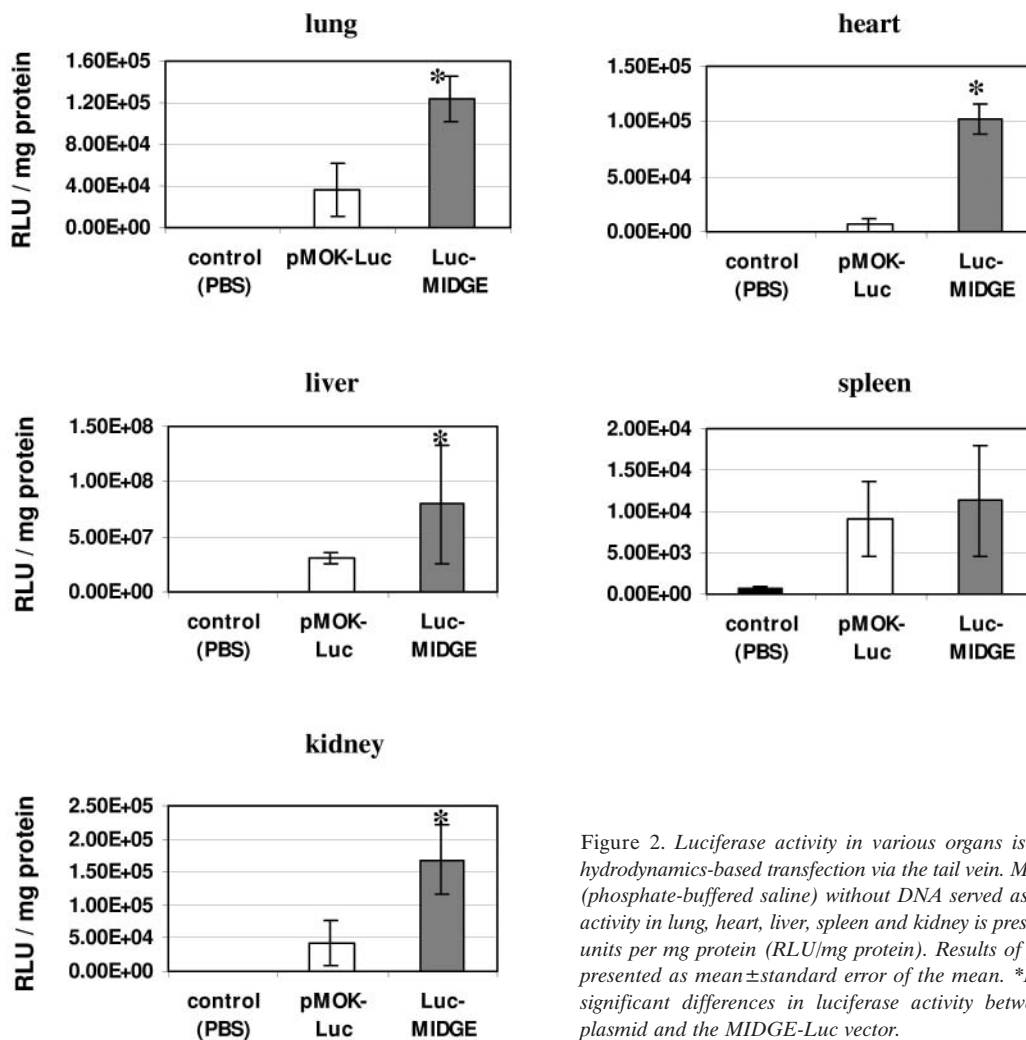 lung
RLU / mg protein
1.60E+05
*
1.20E+05
8.00E+04
4.00E+04
0.00E+00
control pMOK-Luc Luc-
(PBS) MIDGE
heart
1.50E+05
*
1.00E+05
5.00E+04
0.00E+00
control pMOK- Luc-
(PBS) Luc MIDGE
liver
RLU / mg protein
1.50E+08
*
1.00E+08
5.00E+07
0.00E+00
control pMOK- Luc-
(PBS) Luc MIDGE
spleen
2.00E+04
1.50E+04
1.00E+04
5.00E+03
0.00E+00
control pMOK- Luc-
(PBS) Luc MIDGE
kidney
RLU / mg protein
2.50E+05
*
2.00E+05
1.50E+05
1.00E+05
5.00E+04
0.00E+00
control pMOK- Luc-
(PBS) Luc MIDGE
Figure 2. Luciferase activity in various organs is
hydrodynamics-based transfection via the tail vein. M
(phosphate-buffered saline) without DNA served as
activity in lung, heart, liver, spleen and kidney is pres
units per mg protein (RLU/mg protein). Results of
presented as mean±standard error of the mean. *
significant differences in luciferase activity betw
plasmid and the MIDGE-Luc vector.